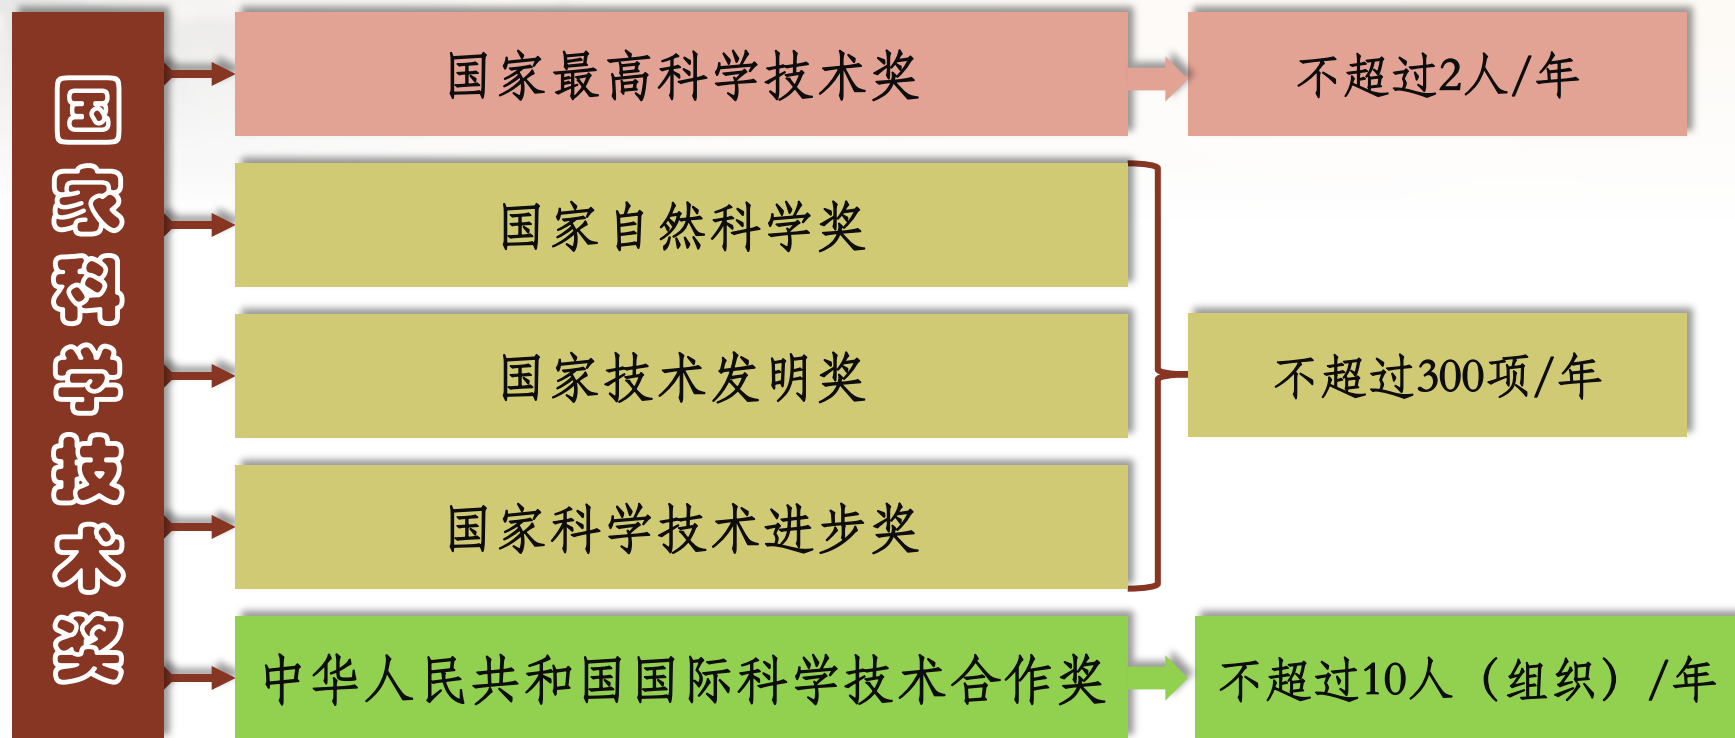 国家科学技术奖
国家最高科学技术奖
不超过2人/年
国家自然科学奖
国家技术发明奖
不超过300项/年
国家科学技术进步奖
中华人民共和国国际科学技术合作奖
不超过10人（组织）/年